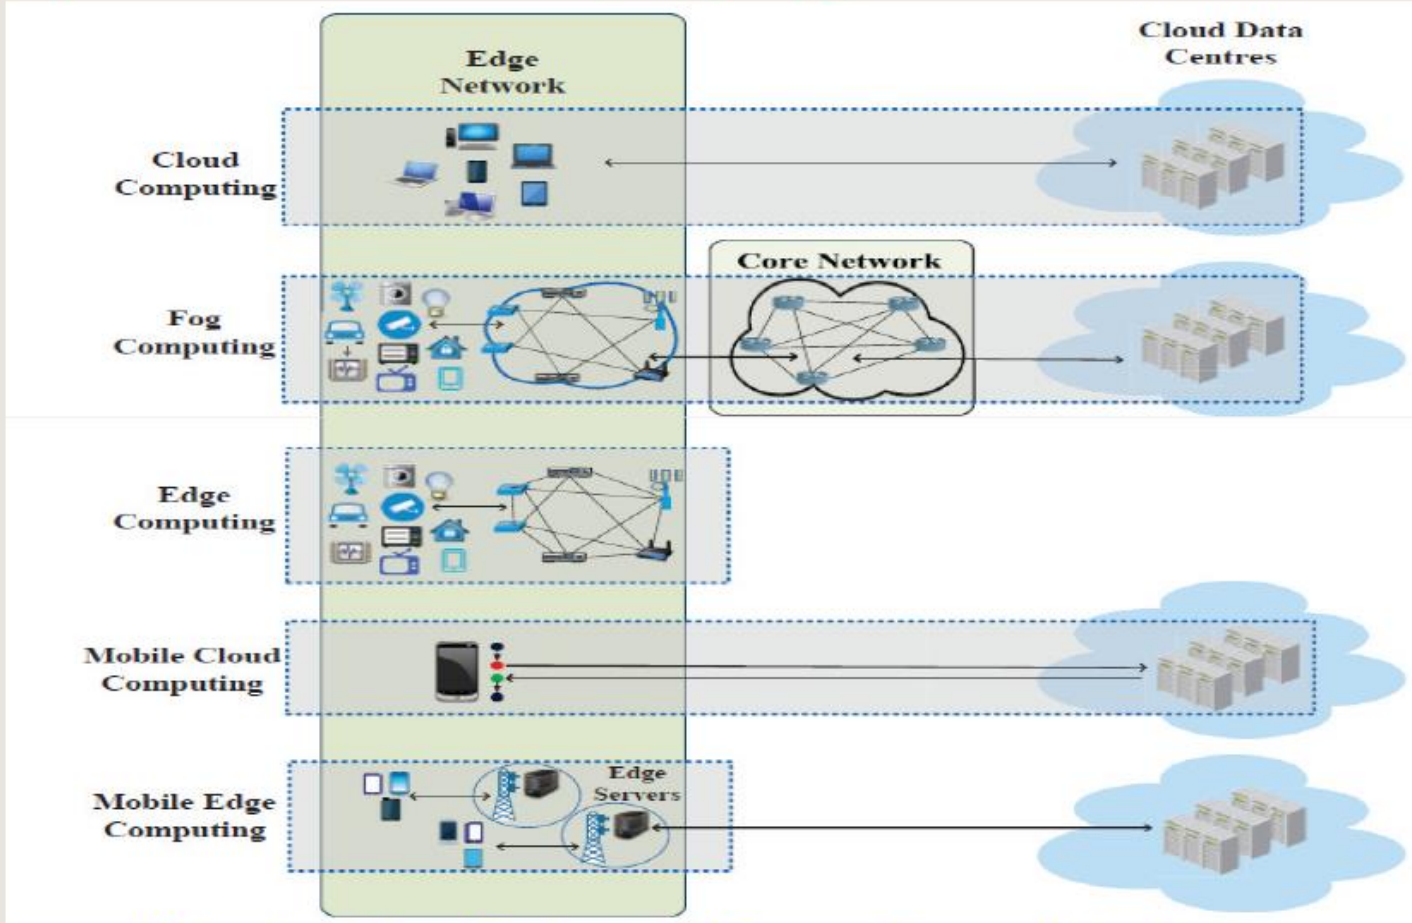 Edge
Network
Cloud Data
Centres
Cloud
Computing
Core Network
Fog
Computing
Edge
Computing
Mobile Cloud
Computing
Edge
Servers
Mobile Edge
Computing